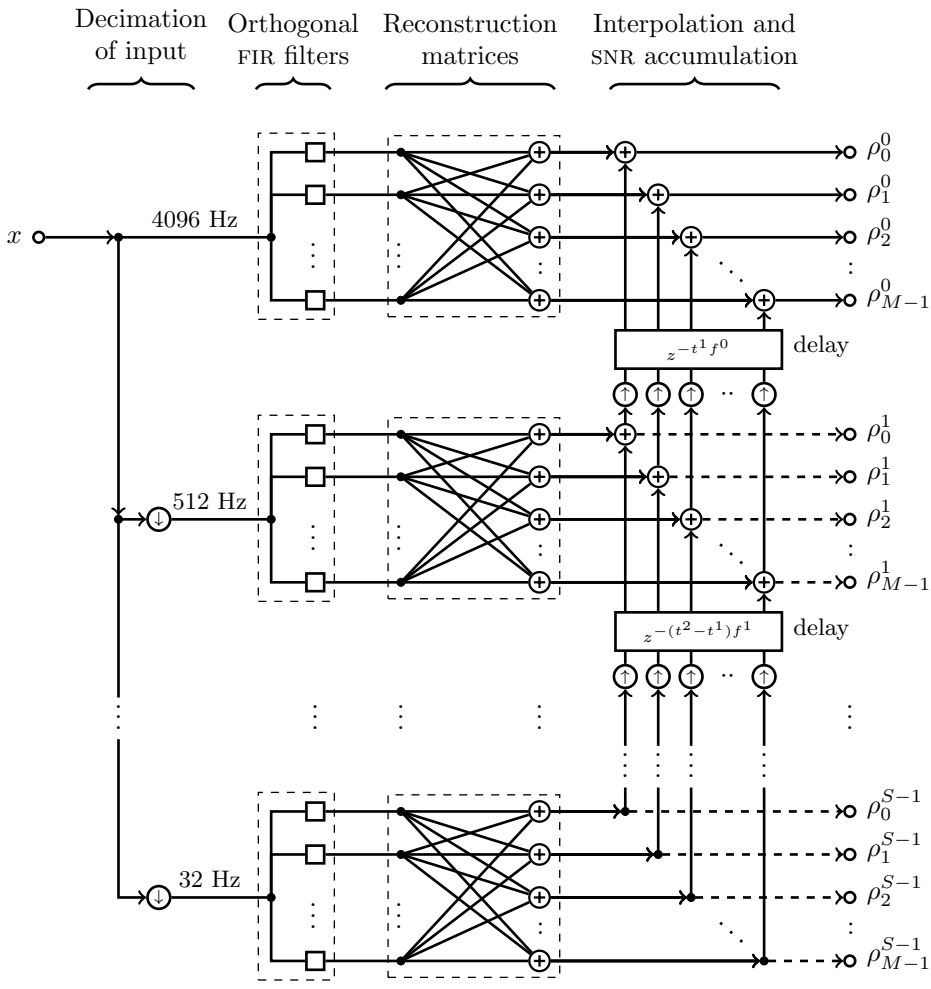 Decimation of input
Orthogonal FIR filters
Reconstruction matrices
Interpolation and SNR accumulation
x
4096 Hz
⋮
⋮
⋮
⋱
ρ_0^0
ρ_1^0
ρ_2^0
⋮
ρ_{M−1}^0
z^{−t^1 f^0}
delay
↑ ↑ ↑ ·· ↑
↓
512 Hz
⋮
⋮
⋮
⋱
ρ_0^1
ρ_1^1
ρ_2^1
⋮
ρ_{M−1}^1
z^{−(t^2−t^1)f^1}
delay
↑ ↑ ↑ ·· ↑
⋮ ⋮ ⋮ ⋮ ⋮ ⋮ ⋮ ⋮ ⋮
↓
32 Hz
⋮
⋮
⋮
⋱
ρ_0^{S−1}
ρ_1^{S−1}
ρ_2^{S−1}
⋮
ρ_{M−1}^{S−1}